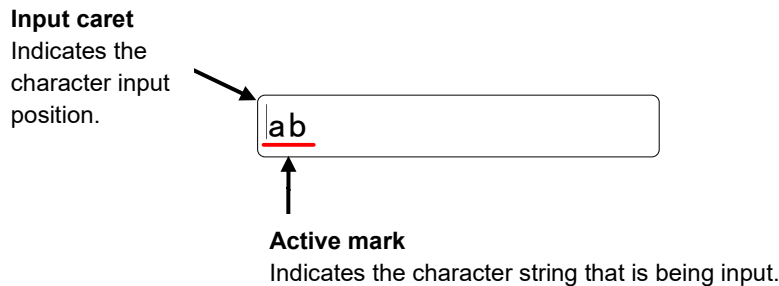 Input caret
Indicates the
character input
position.
ab
Active mark
Indicates the character string that is being input.